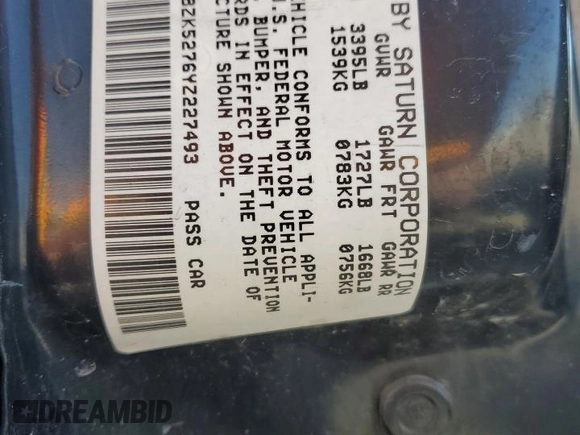 BY SATURN CORPORATION
GVWR GAWR FRT GAWR RR
3395LB 1727LB 1668LB
1539KG 0783KG 0756KG
HICLE CONFORMS TO ALL APPLI-
U.S. FEDERAL MOTOR VEHICLE
BUMPER, AND THEFT PREVENTION
RDS IN EFFECT ON THE DATE OF
CTURE SHOWN ABOVE.
8ZK5276YZ227493 PASS CAR
DREAMBID